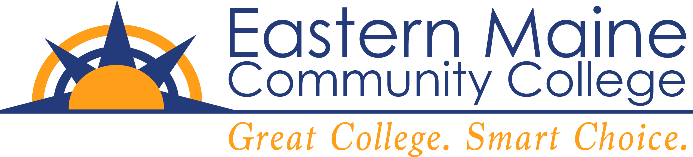 Eastern Maine
Community College
Great College. Smart Choice.